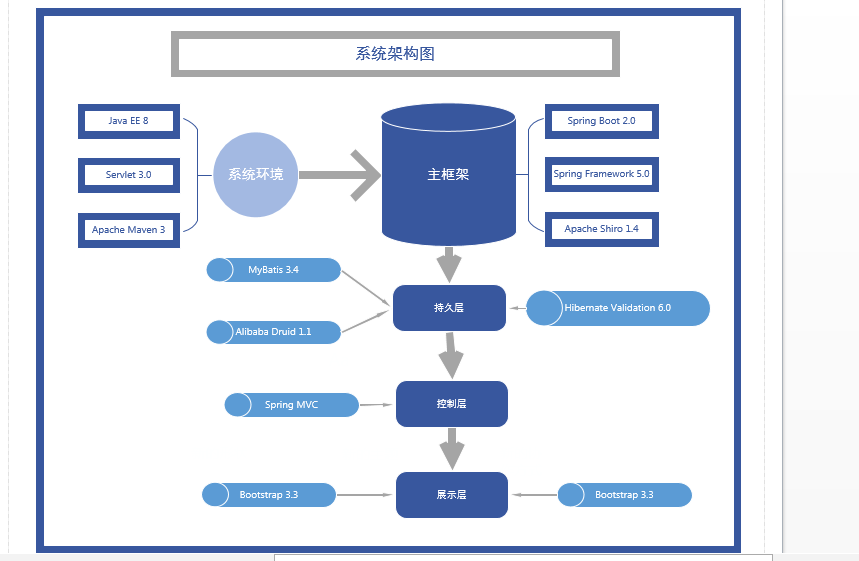 系统架构图
Java EE 8
Servlet 3.0
Apache Maven 3
系统环境
主框架
Spring Boot 2.0
Spring Framework 5.0
Apache Shiro 1.4
MyBatis 3.4
Alibaba Druid 1.1
持久层
Hibernate Validation 6.0
Spring MVC
控制层
Bootstrap 3.3
展示层
Bootstrap 3.3